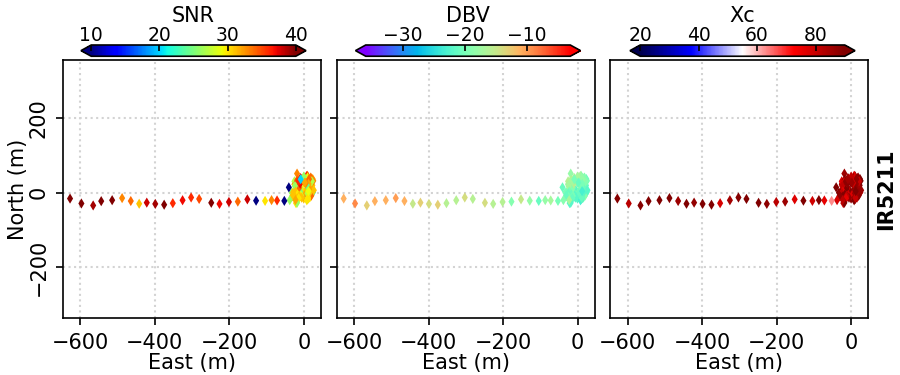 SNR DBV Xc
10 20 30 40 −30 −20 −10 20 40 60 80
200
0
−200
North (m)
IR5211
−600 −400 −200 0 −600 −400 −200 0 −600 −400 −200 0
East (m) East (m) East (m)